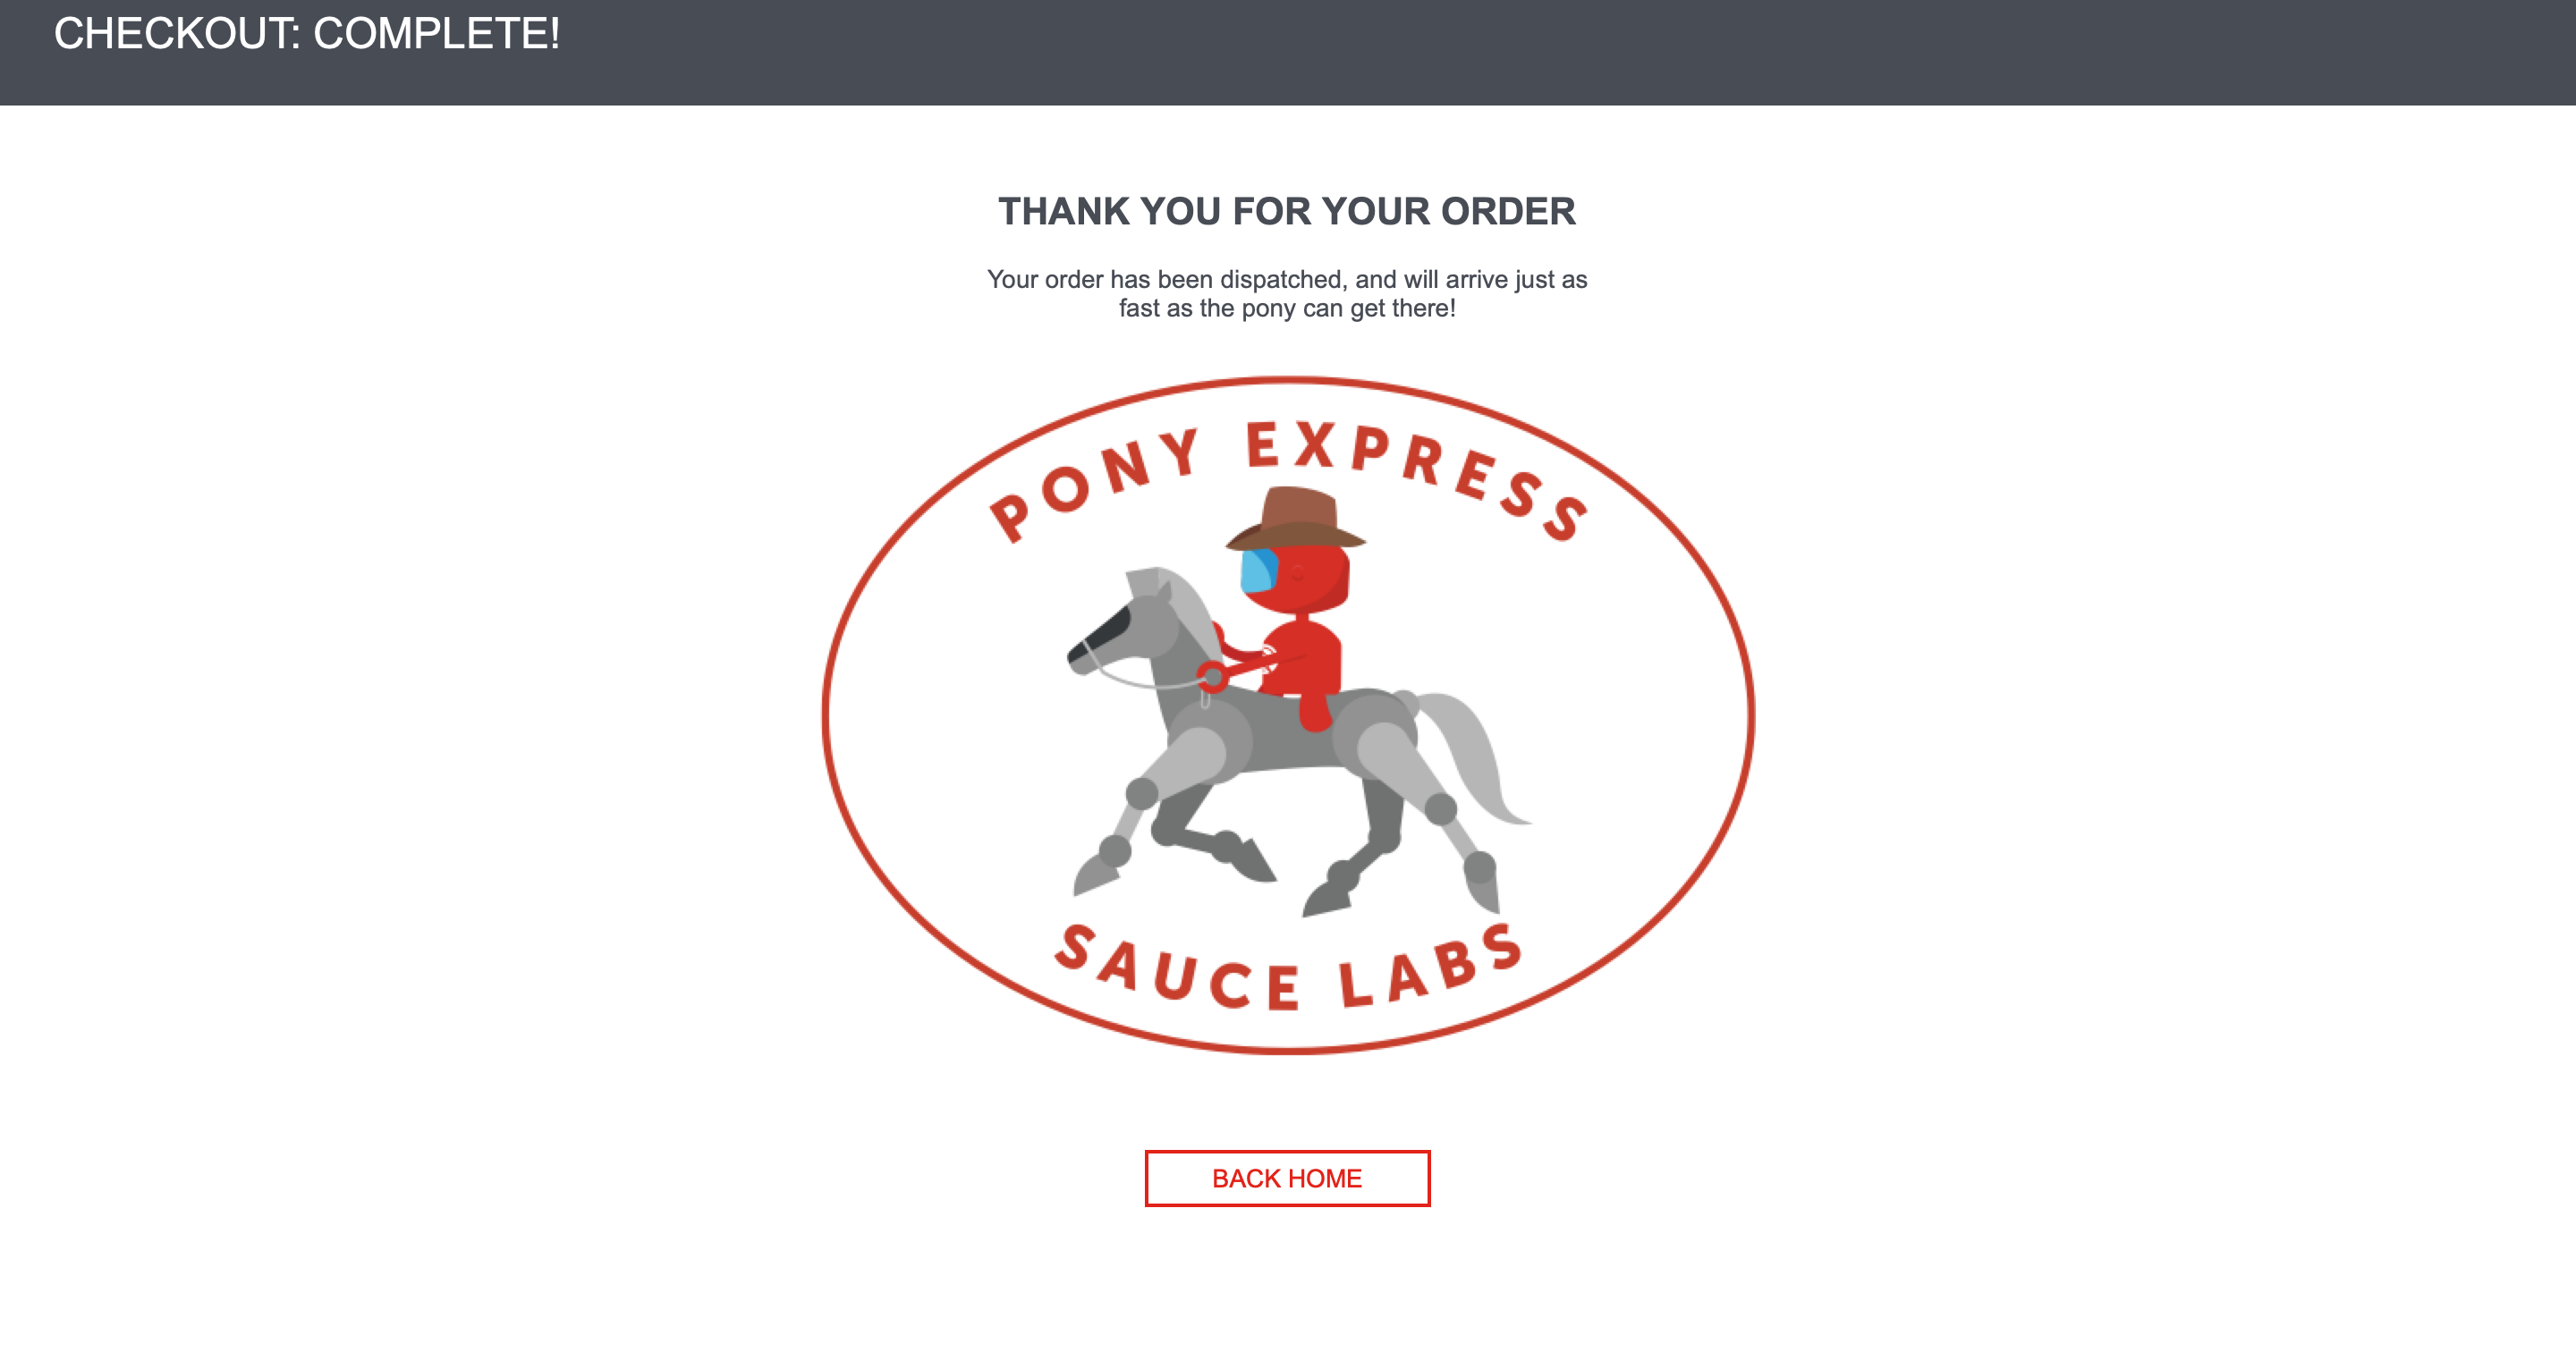 CHECKOUT: COMPLETE!
THANK YOU FOR YOUR ORDER
Your order has been dispatched, and will arrive just as
fast as the pony can get there!
PONY EXPRESS
SAUCE LABS
BACK HOME